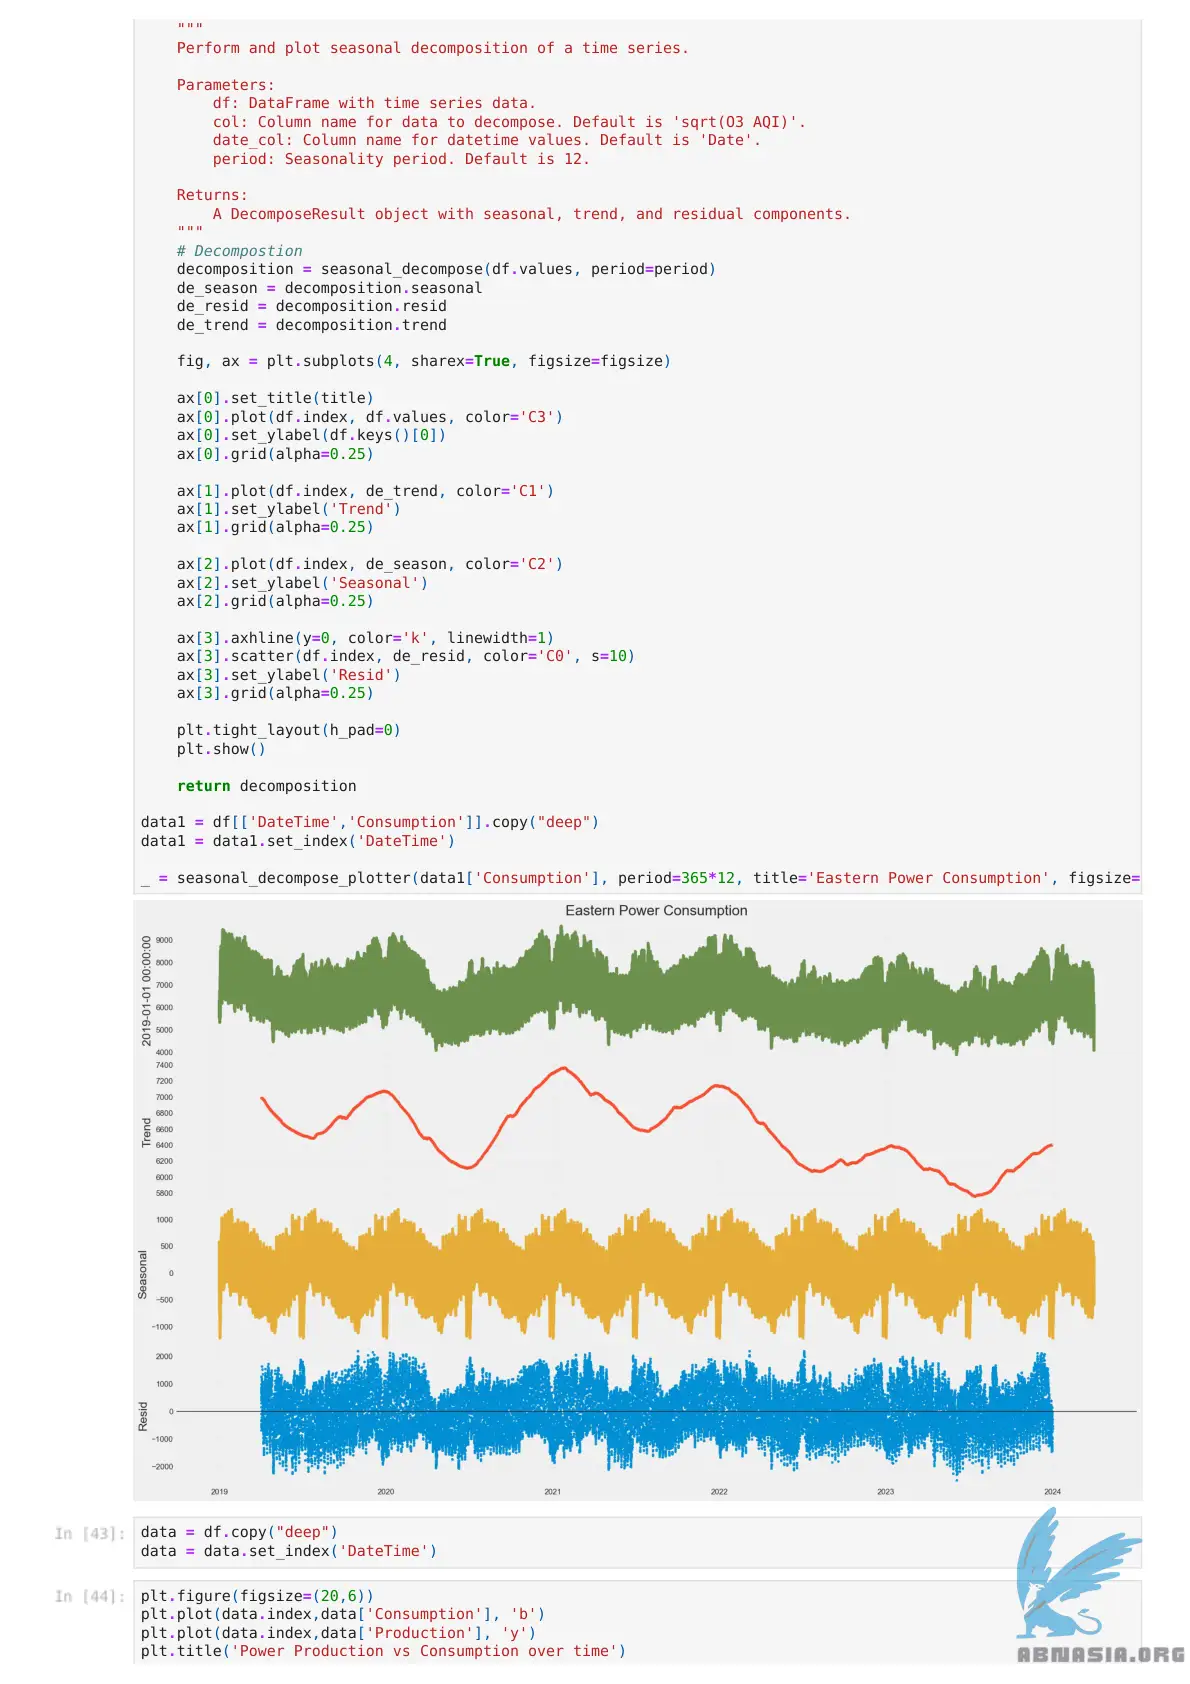 """
Perform and plot seasonal decomposition of a time series.
Parameters:
df: DataFrame with time series data.
col: Column name for data to decompose. Default is 'sqrt(O3 AQI)'.
date_col: Column name for datetime values. Default is 'Date'.
period: Seasonality period. Default is 12.
Returns:
A DecomposeResult object with seasonal, trend, and residual components.
"""
# Decompostion
decomposition = seasonal_decompose(df.values, period=period)
de_season = decomposition.seasonal
de_resid = decomposition.resid
de_trend = decomposition.trend
fig, ax = plt.subplots(4, sharex=True, figsize=figsize)
ax[0].set_title(title)
ax[0].plot(df.index, df.values, color='C3')
ax[0].set_ylabel(df.keys()[0])
ax[0].grid(alpha=0.25)
ax[1].plot(df.index, de_trend, color='C1')
ax[1].set_ylabel('Trend')
ax[1].grid(alpha=0.25)
ax[2].plot(df.index, de_season, color='C2')
ax[2].set_ylabel('Seasonal')
ax[2].grid(alpha=0.25)
ax[3].axhline(y=0, color='k', linewidth=1)
ax[3].scatter(df.index, de_resid, color='C0', s=10)
ax[3].set_ylabel('Resid')
ax[3].grid(alpha=0.25)
plt.tight_layout(h_pad=0)
plt.show()
return decomposition
data1 = df[['DateTime','Consumption']].copy("deep")
data1 = data1.set_index('DateTime')
_ = seasonal_decompose_plotter(data1['Consumption'], period=365*12, title='Eastern Power Consumption', figsize=
Eastern Power Consumption
2019-01-01 00:00:00
9000
8000
7000
6000
5000
4000
Trend
7400
7200
7000
6800
6600
6400
6200
6000
5800
Seasonal
1000
500
0
−500
−1000
Resid
2000
1000
0
−1000
−2000
2019 2020 2021 2022 2023 2024
In [43]:
data = df.copy("deep")
data = data.set_index('DateTime')
In [44]:
plt.figure(figsize=(20,6))
plt.plot(data.index,data['Consumption'], 'b')
plt.plot(data.index,data['Production'], 'y')
plt.title('Power Production vs Consumption over time')
ABMASIA.ORG